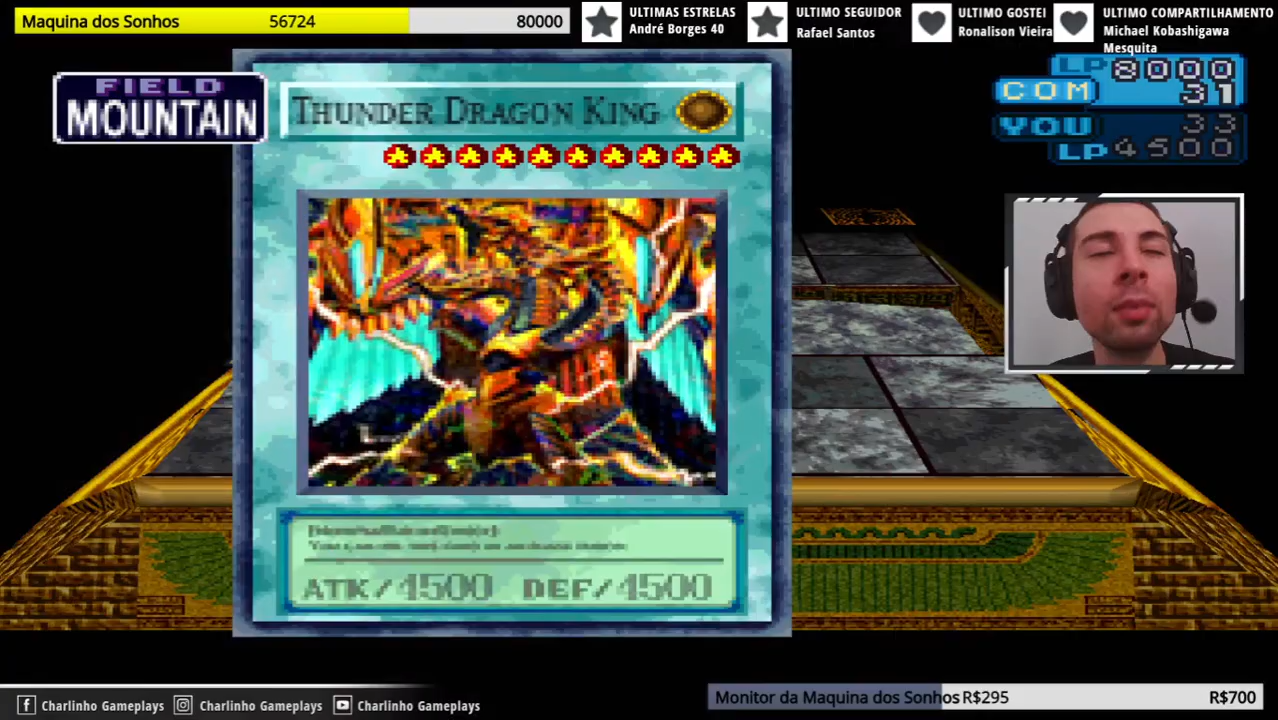 Maquina dos Sonhos 56724 80000
ULTIMAS ESTRELAS
André Borges 40
ULTIMO SEGUIDOR
Rafael Santos
ULTIMO GOSTEI
Ronalison Vieira
ULTIMO COMPARTILHAMENTO
Michael Kobashigawa
Mesquita
FIELD
MOUNTAIN
THUNDER DRAGON KING
LP 8000
COM 31
YOU 33
LP 4500
ATK/4500 DEF/4500
Charlinho Gameplays Charlinho Gameplays Charlinho Gameplays
Monitor da Maquina dos Sonhos R$295 R$700